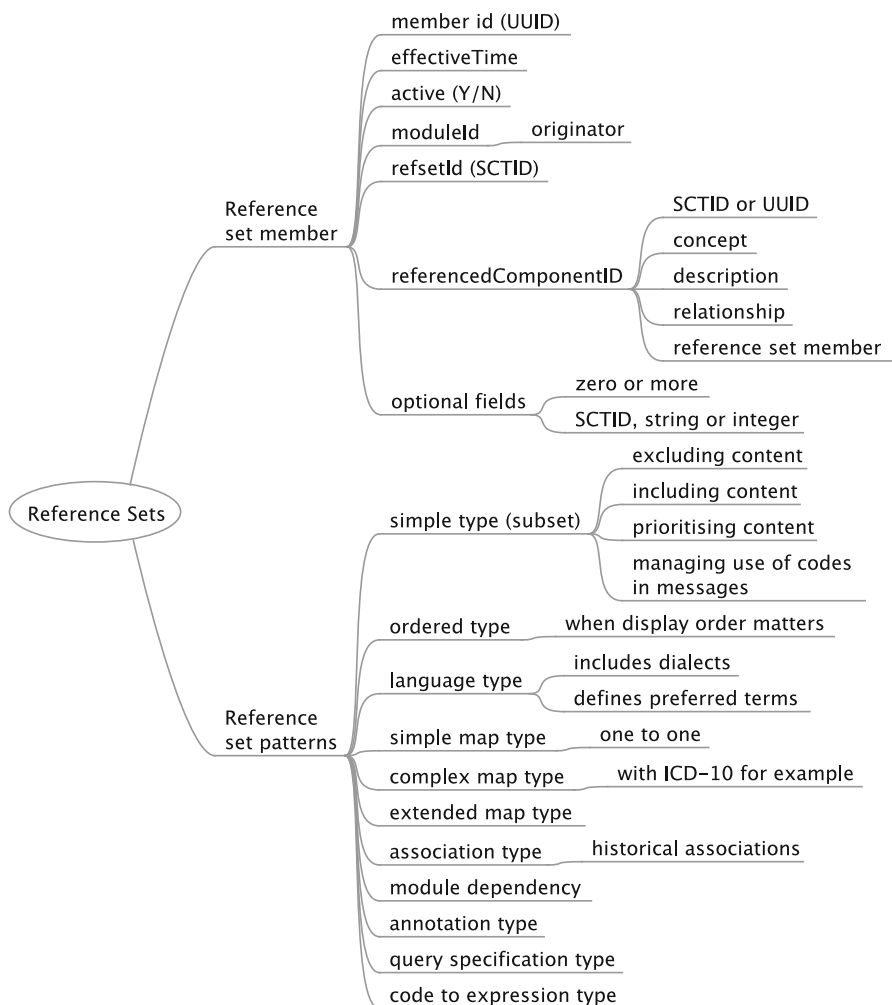 member id (UUID)
effectiveTime
active (Y/N)
moduleId
originator
refsetId (SCTID)
Reference
set member
SCTID or UUID
concept
referencedComponentID
description
relationship
reference set member
zero or more
optional fields
SCTID, string or integer
excluding content
including content
Reference Sets
simple type (subset)
prioritising content
managing use of codes
in messages
ordered type
when display order matters
includes dialects
language type
defines preferred terms
Reference
set patterns
simple map type
one to one
complex map type
with ICD-10 for example
extended map type
association type
historical associations
module dependency
annotation type
query specification type
code to expression type